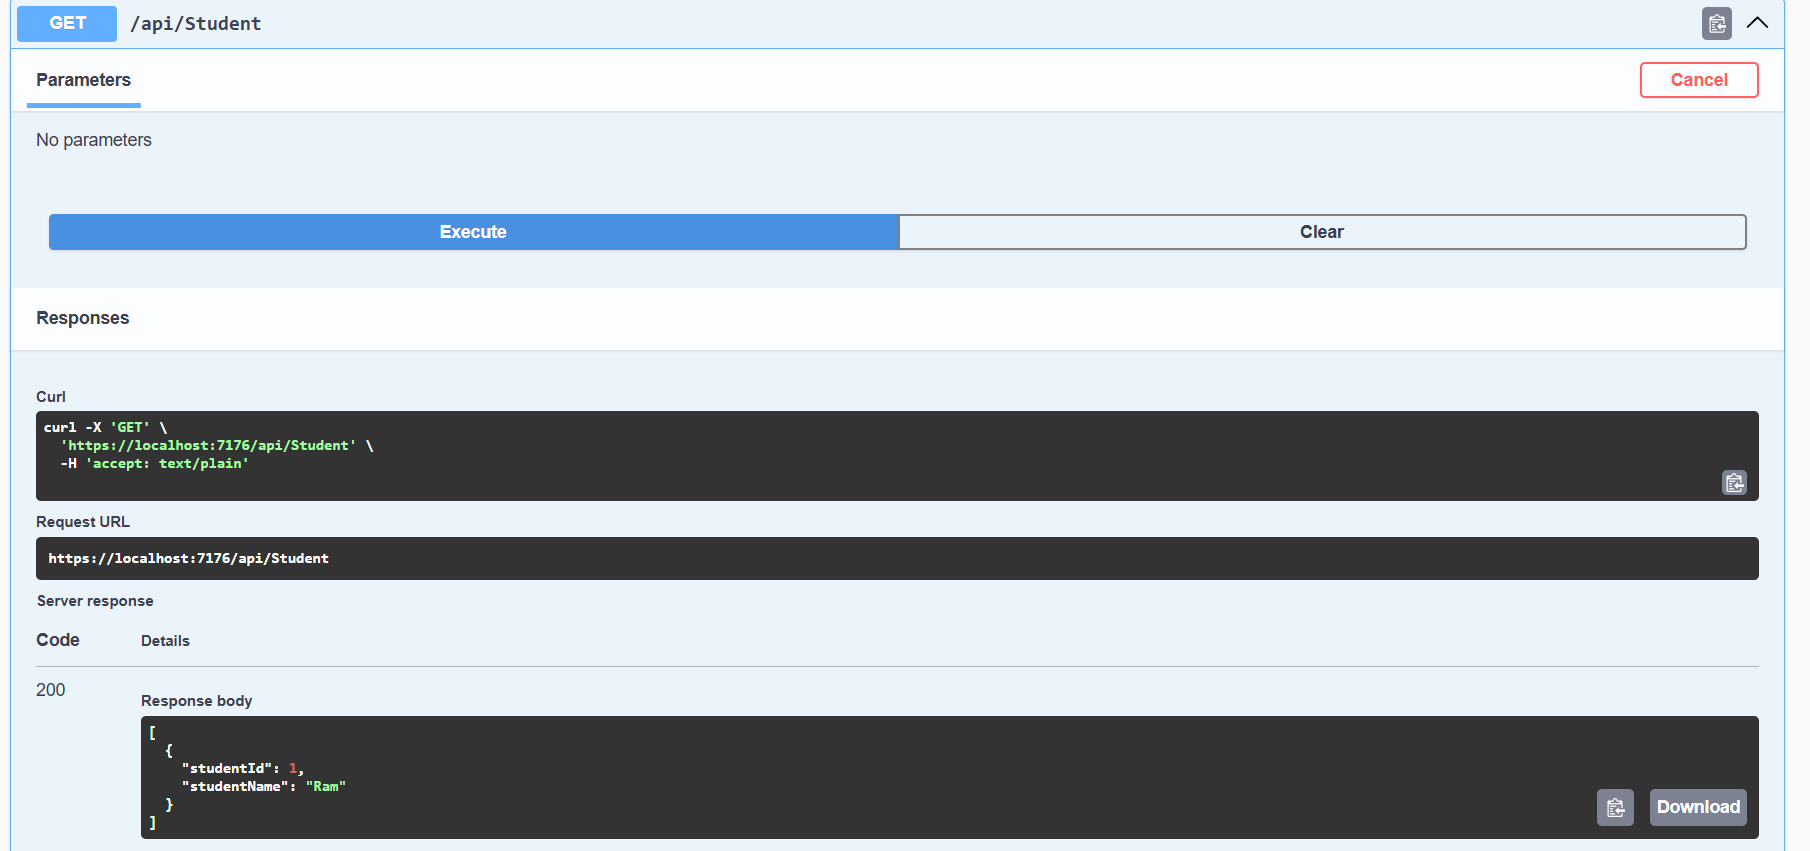 GET /api/Student
Parameters
Cancel
No parameters
Execute
Clear
Responses
Curl
curl -X 'GET' \
  'https://localhost:7176/api/Student' \
  -H 'accept: text/plain'
Request URL
https://localhost:7176/api/Student
Server response
Code Details
200
Response body
[
  {
    "studentId": 1,
    "studentName": "Ram"
  }
]
Download